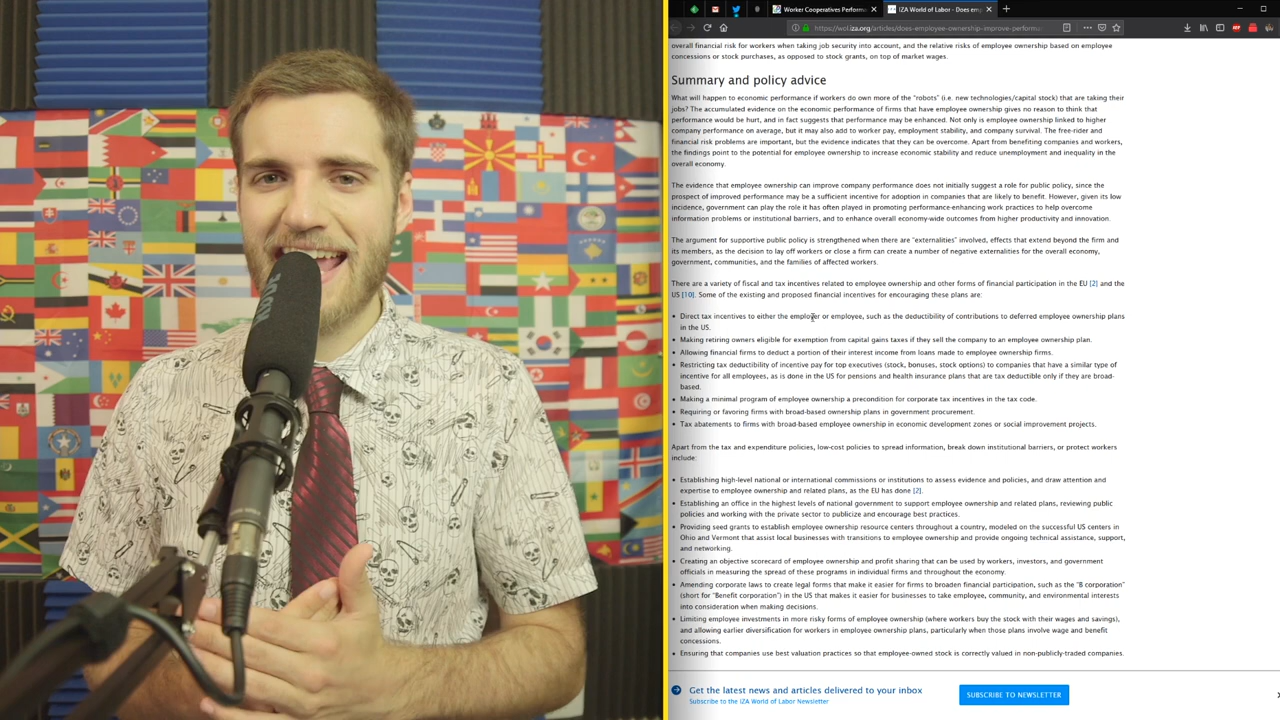 Worker Cooperatives Perform
IZA World of Labor - Does em
https://wol.iza.org/articles/does-employee-ownership-improve-performa
overall financial risk for workers when taking job security into account, and the relative risks of employee ownership based on employee
concessions or stock purchases, as opposed to stock grants, on top of market wages.
Summary and policy advice
What will happen to economic performance if workers do own more of the "robots" (i.e. new technologies/capital stock) that are taking their
jobs? The accumulated evidence on the economic performance of firms that have employee ownership gives no reason to think that
performance would be hurt, and in fact suggests that performance may be enhanced. Not only is employee ownership linked to higher
company performance on average, but it may also add to worker pay, employment stability, and company survival. The free-rider and
financial risk problems are important, but the evidence indicates that they can be overcome. Apart from benefiting companies and workers,
the findings point to the potential for employee ownership to increase economic stability and reduce unemployment and inequality in the
overall economy.
The evidence that employee ownership can improve company performance does not initially suggest a role for public policy, since the
prospect of improved performance may be a sufficient incentive for adoption in companies that are likely to benefit. However, given its low
incidence, government can play the role it has often played in promoting performance-enhancing work practices to help overcome
information problems or institutional barriers, and to enhance overall economy-wide outcomes from higher productivity and innovation.
The argument for supportive public policy is strengthened when there are "externalities" involved, effects that extend beyond the firm and
its members, as the decision to lay off workers or close a firm can create a number of negative externalities for the overall economy,
government, communities, and the families of affected workers.
There are a variety of fiscal and tax incentives related to employee ownership and other forms of financial participation in the EU [2] and the
US [10]. Some of the existing and proposed financial incentives for encouraging these plans are:
• Direct tax incentives to either the employer or employee, such as the deductibility of contributions to deferred employee ownership plans
in the US.
• Making retiring owners eligible for exemption from capital gains taxes if they sell the company to an employee ownership plan.
• Allowing financial firms to deduct a portion of their interest income from loans made to employee ownership firms.
• Restricting tax deductibility of incentive pay for top executives (stock, bonuses, stock options) to companies that have a similar type of
incentive for all employees, as is done in the US for pensions and health insurance plans that are tax deductible only if they are broad-
based.
• Making a minimal program of employee ownership a precondition for corporate tax incentives in the tax code.
• Requiring or favoring firms with broad-based ownership plans in government procurement.
• Tax abatements to firms with broad-based employee ownership in economic development zones or social improvement projects.
Apart from the tax and expenditure policies, low-cost policies to spread information, break down institutional barriers, or protect workers
include:
• Establishing high-level national or international commissions or institutions to assess evidence and policies, and draw attention and
expertise to employee ownership and related plans, as the EU has done [2].
• Establishing an office in the highest levels of national government to support employee ownership and related plans, reviewing public
policies and working with the private sector to publicize and encourage best practices.
• Providing seed grants to establish employee ownership resource centers throughout a country, modeled on the successful US centers in
Ohio and Vermont that assist local businesses with transitions to employee ownership and provide ongoing technical assistance, support,
and networking.
• Creating an objective scorecard of employee ownership and profit sharing that can be used by workers, investors, and government
officials in measuring the spread of these programs in individual firms and throughout the economy.
• Amending corporate laws to create legal forms that make it easier for firms to broaden financial participation, such as the "B corporation"
(short for "Benefit corporation") in the US that makes it easier for businesses to take employee, community, and environmental interests
into consideration when making decisions.
• Limiting employee investments in more risky forms of employee ownership (where workers buy the stock with their wages and savings),
and allowing earlier diversification for workers in employee ownership plans, particularly when those plans involve wage and benefit
concessions.
• Ensuring that companies use best valuation practices so that employee-owned stock is correctly valued in non-publicly-traded companies.
Get the latest news and articles delivered to your inbox
Subscribe to the IZA World of Labor Newsletter
SUBSCRIBE TO NEWSLETTER